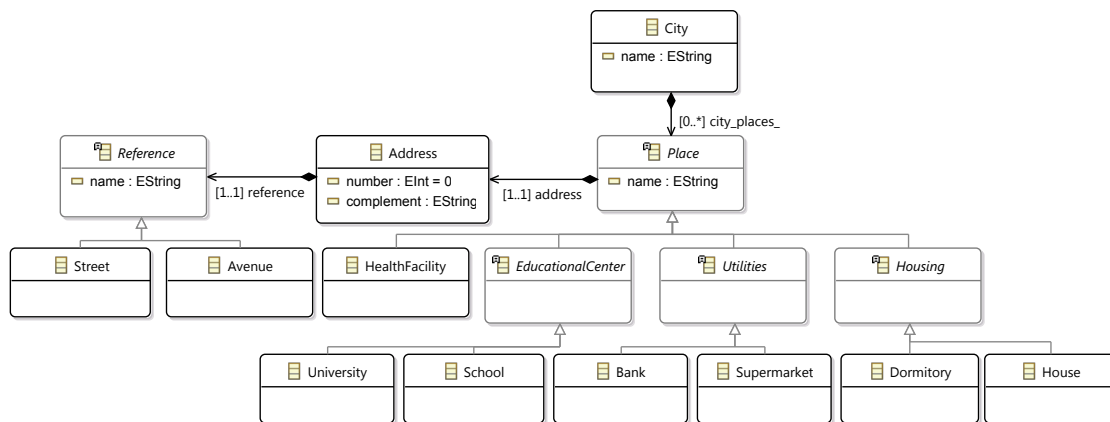 City
name : EString
[0..*] city_places_
Reference
name : EString
[1..1] reference
Address
number : EInt = 0
complement : EString
[1..1] address
Place
name : EString
Street
Avenue
HealthFacility
EducationalCenter
Utilities
Housing
University
School
Bank
Supermarket
Dormitory
House